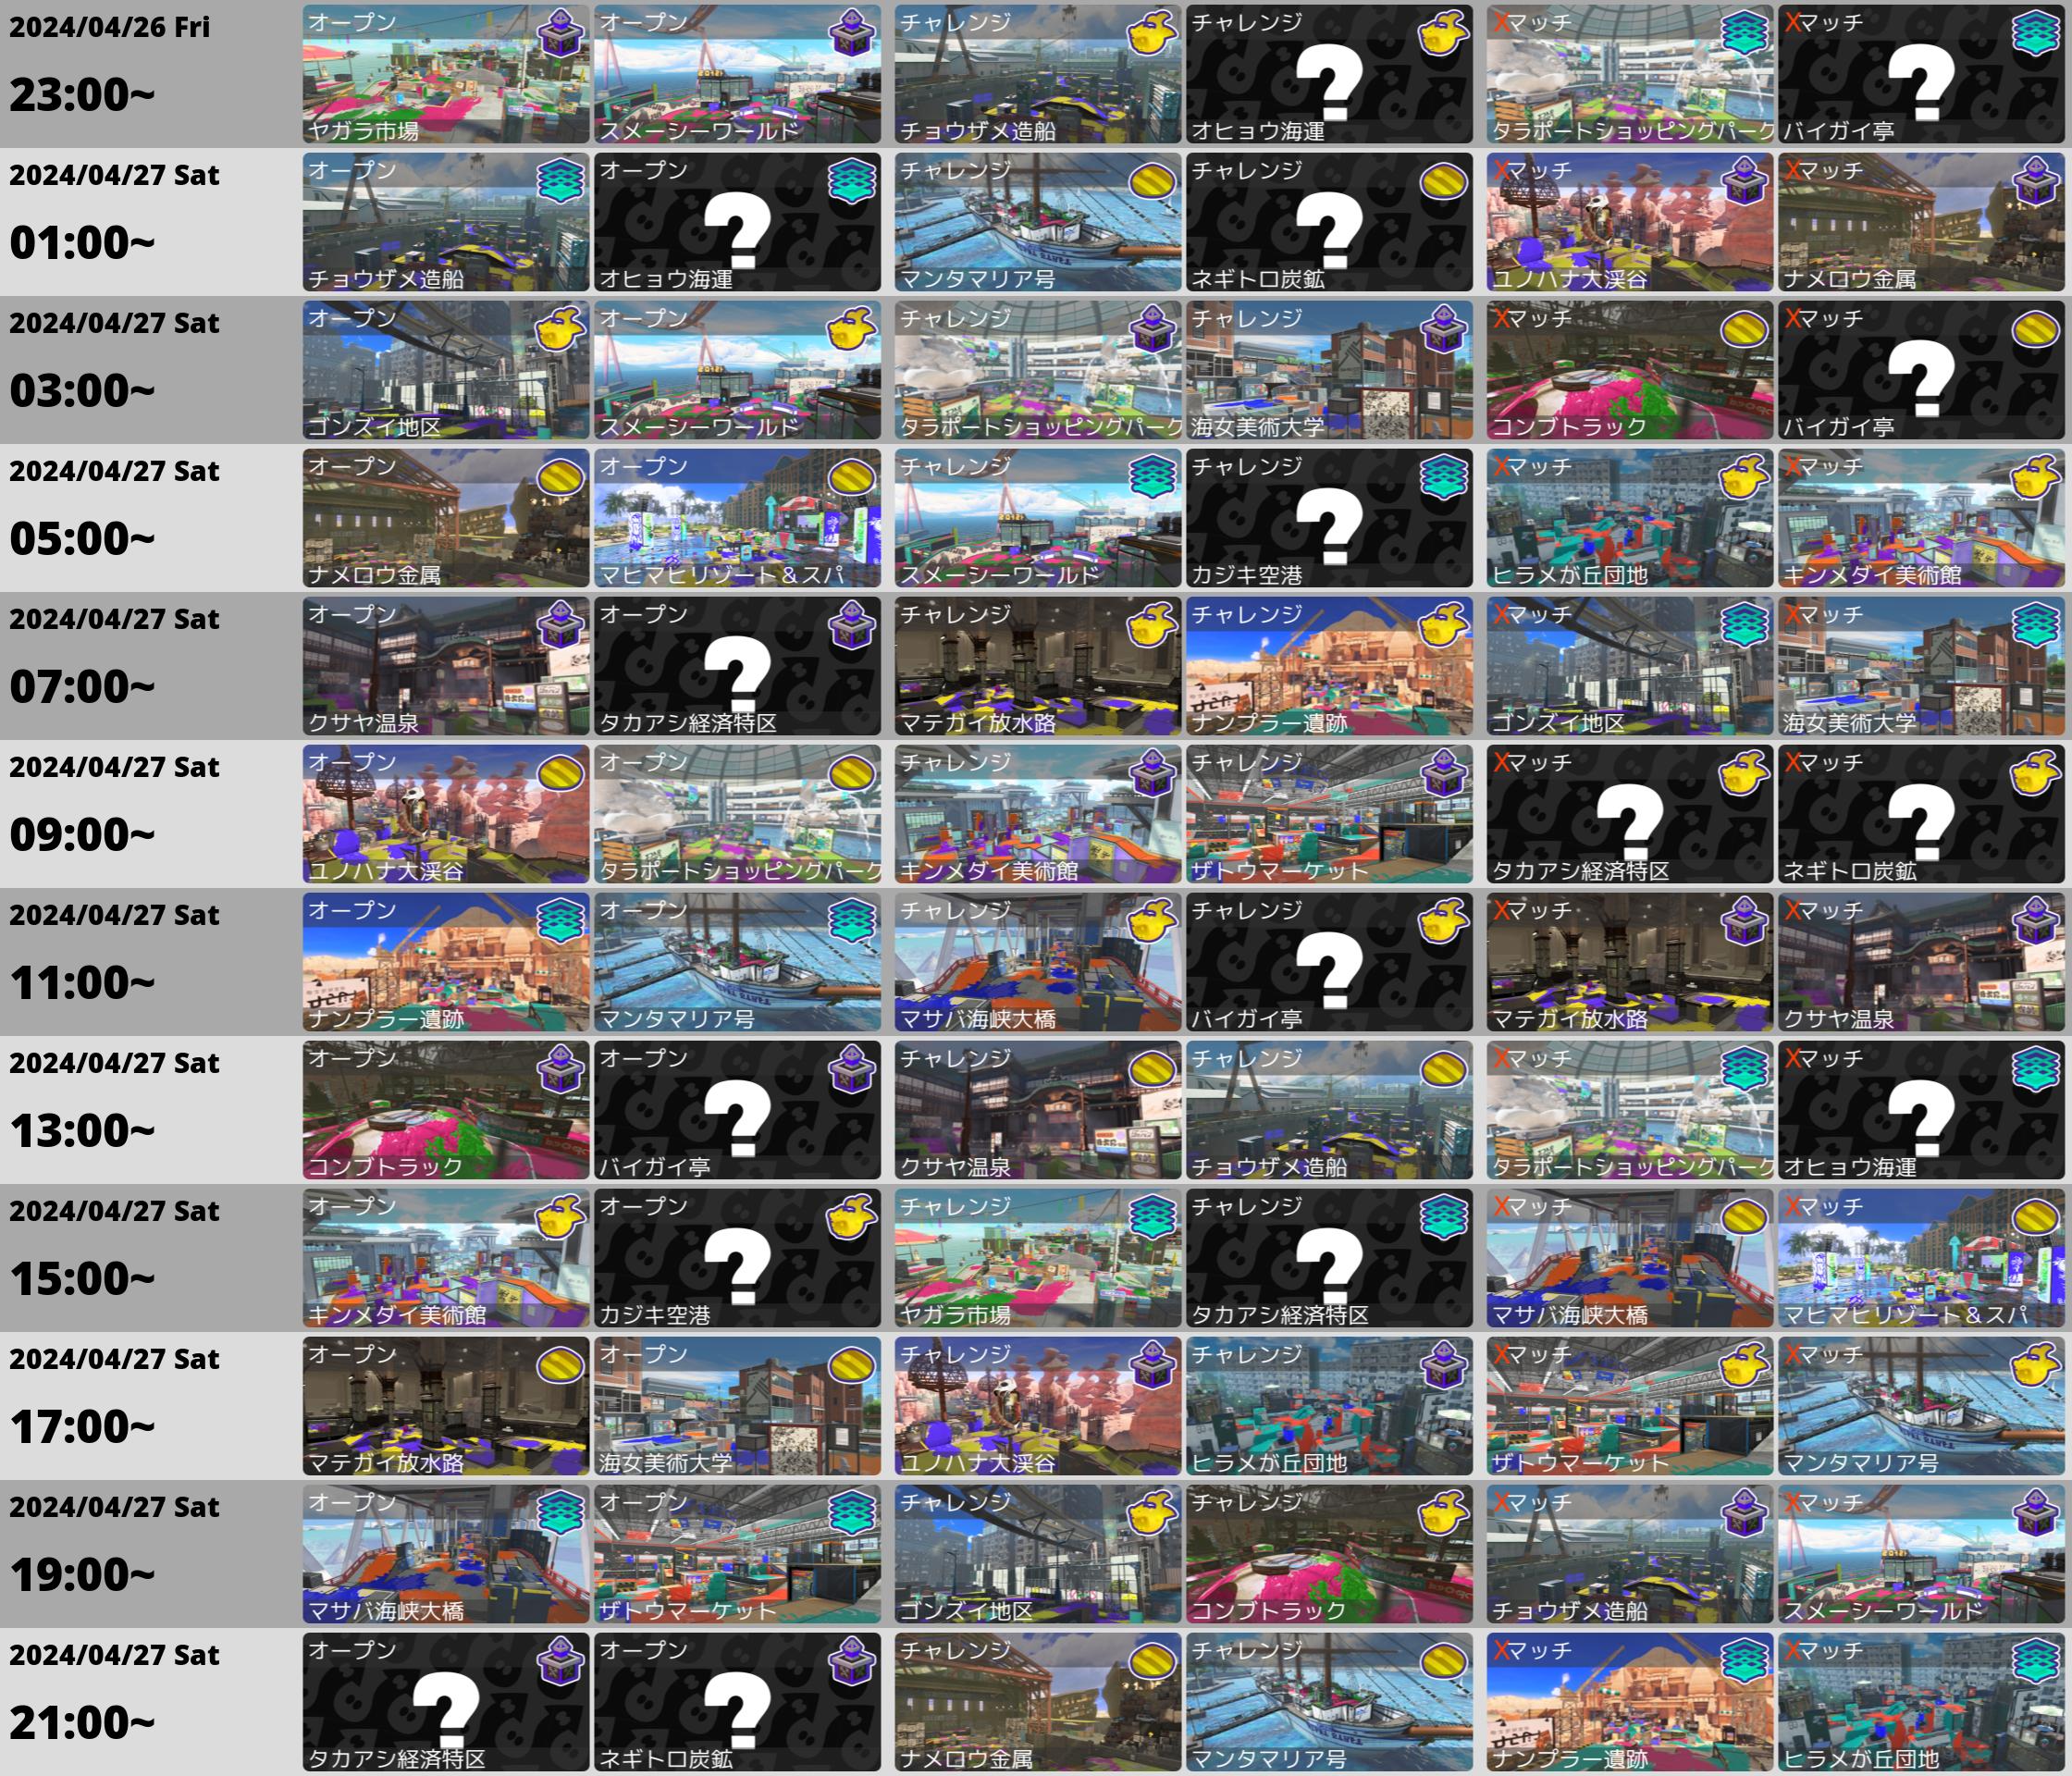 2024/04/26 Fri
23:00~
オープン
ヤガラ市場
オープン
スメーシーワールド
チャレンジ
チョウザメ造船
チャレンジ
オヒョウ海運
Xマッチ
タラポートショッピングパーク
Xマッチ
バイガイ亭
2024/04/27 Sat
01:00~
オープン
チョウザメ造船
オープン
オヒョウ海運
チャレンジ
マンタマリア号
チャレンジ
ネギトロ炭鉱
Xマッチ
ユノハナ大渓谷
Xマッチ
ナメロウ金属
2024/04/27 Sat
03:00~
オープン
ゴンズイ地区
オープン
スメーシーワールド
チャレンジ
タラポートショッピングパーク
チャレンジ
海女美術大学
Xマッチ
コンブトラック
Xマッチ
バイガイ亭
2024/04/27 Sat
05:00~
オープン
ナメロウ金属
オープン
マヒマヒリゾート&スパ
チャレンジ
スメーシーワールド
チャレンジ
カジキ空港
Xマッチ
ヒラメが丘団地
Xマッチ
キンメダイ美術館
2024/04/27 Sat
07:00~
オープン
クサヤ温泉
オープン
タカアシ経済特区
チャレンジ
マテガイ放水路
チャレンジ
ナンプラー遺跡
Xマッチ
ゴンズイ地区
Xマッチ
海女美術大学
2024/04/27 Sat
09:00~
オープン
ユノハナ大渓谷
オープン
タラポートショッピングパーク
チャレンジ
キンメダイ美術館
チャレンジ
ザトウマーケット
Xマッチ
タカアシ経済特区
Xマッチ
ネギトロ炭鉱
2024/04/27 Sat
11:00~
オープン
ナンプラー遺跡
オープン
マンタマリア号
チャレンジ
マサバ海峡大橋
チャレンジ
バイガイ亭
Xマッチ
マテガイ放水路
Xマッチ
クサヤ温泉
2024/04/27 Sat
13:00~
オープン
コンブトラック
オープン
バイガイ亭
チャレンジ
クサヤ温泉
チャレンジ
チョウザメ造船
Xマッチ
タラポートショッピングパーク
Xマッチ
オヒョウ海運
2024/04/27 Sat
15:00~
オープン
キンメダイ美術館
オープン
カジキ空港
チャレンジ
ヤガラ市場
チャレンジ
タカアシ経済特区
Xマッチ
マサバ海峡大橋
Xマッチ
マヒマヒリゾート&スパ
2024/04/27 Sat
17:00~
オープン
マテガイ放水路
オープン
海女美術大学
チャレンジ
ユノハナ大渓谷
チャレンジ
ヒラメが丘団地
Xマッチ
ザトウマーケット
Xマッチ
マンタマリア号
2024/04/27 Sat
19:00~
オープン
マサバ海峡大橋
オープン
ザトウマーケット
チャレンジ
ゴンズイ地区
チャレンジ
コンブトラック
Xマッチ
チョウザメ造船
Xマッチ
スメーシーワールド
2024/04/27 Sat
21:00~
オープン
タカアシ経済特区
オープン
ネギトロ炭鉱
チャレンジ
ナメロウ金属
チャレンジ
マンタマリア号
Xマッチ
ナンプラー遺跡
Xマッチ
ヒラメが丘団地